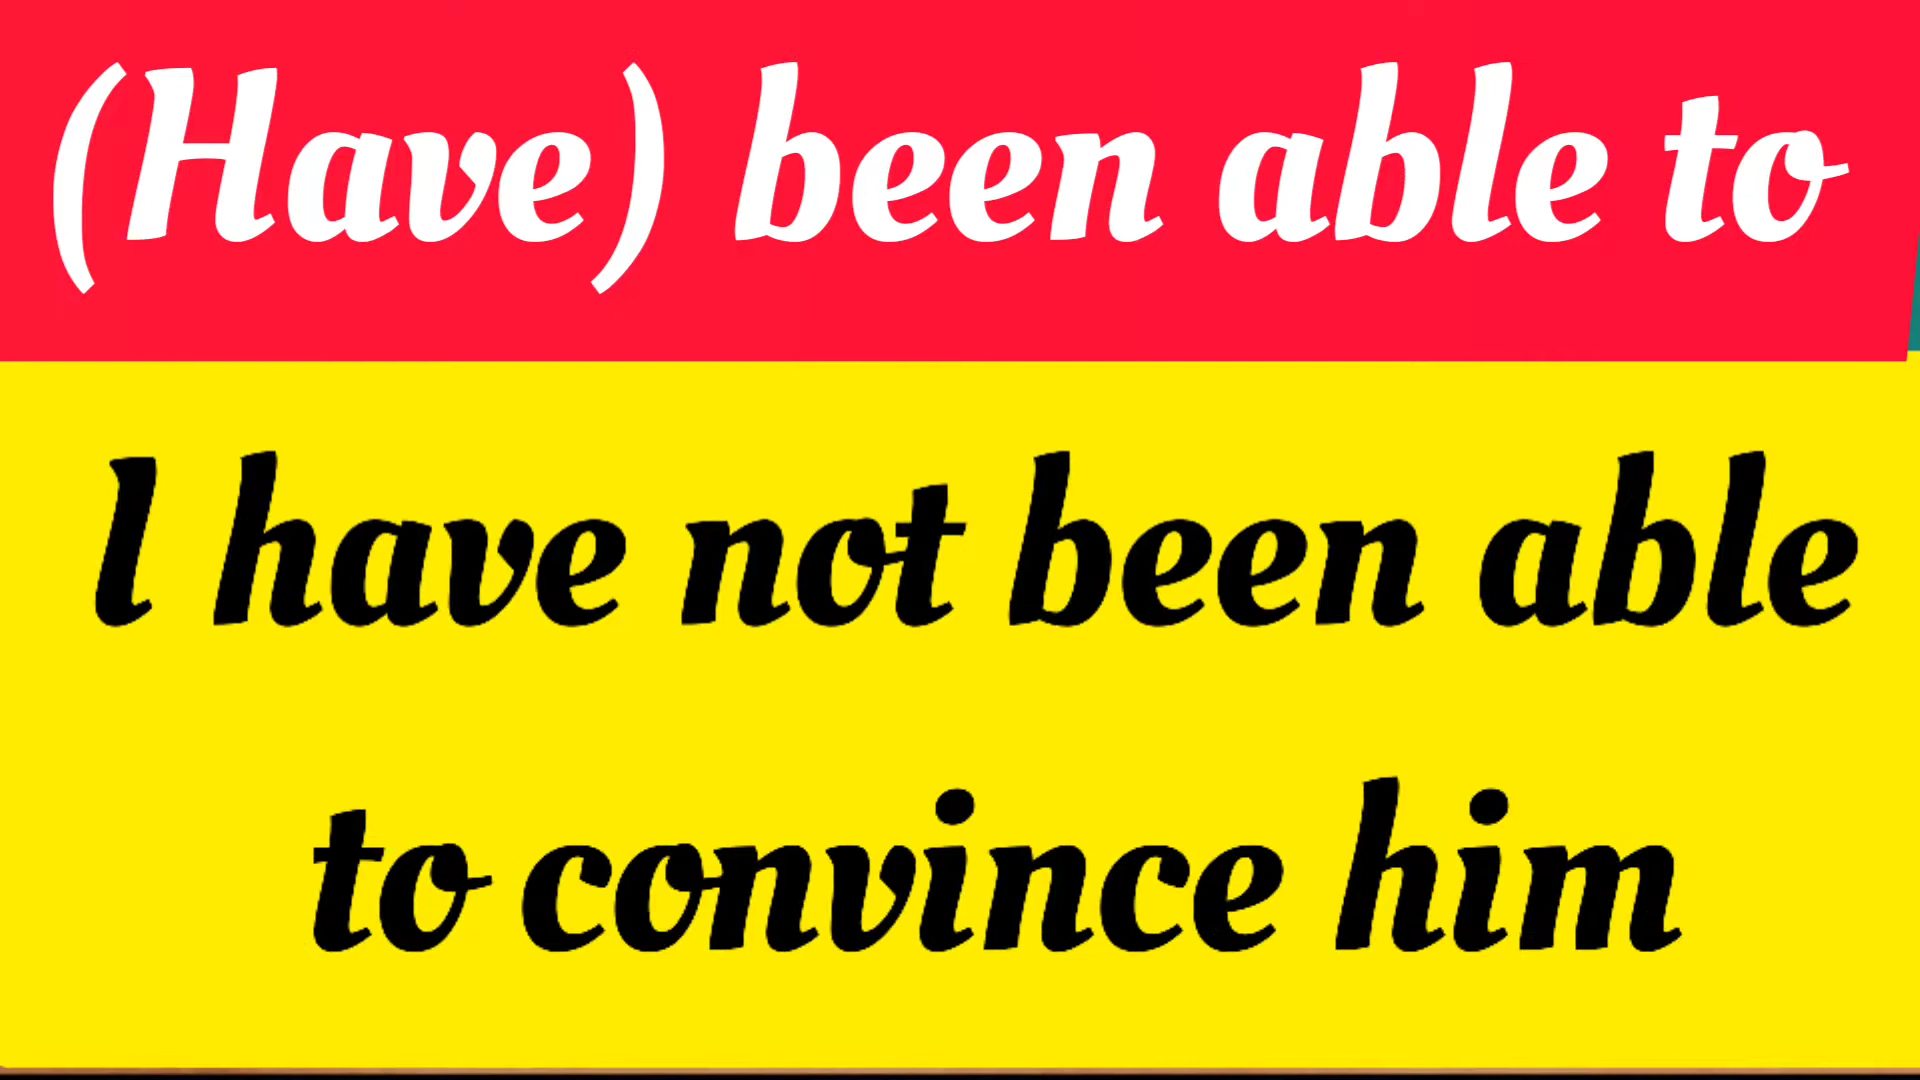 (Have) been able to
I have not been able
to convince him